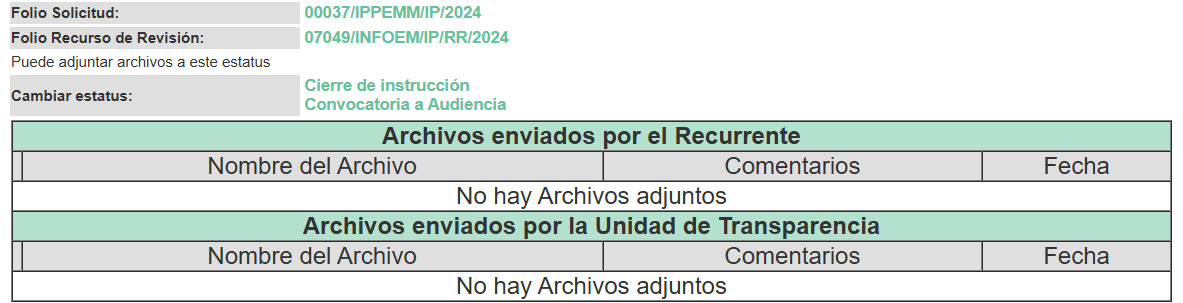 Folio Solicitud: 00037/IPPEMM/IP/2024
Folio Recurso de Revisión: 07049/INFOEM/IP/RR/2024
Puede adjuntar archivos a este estatus
Cambiar estatus: Cierre de instrucción
Convocatoria a Audiencia
Archivos enviados por el Recurrente
Nombre del Archivo Comentarios Fecha
No hay Archivos adjuntos
Archivos enviados por la Unidad de Transparencia
Nombre del Archivo Comentarios Fecha
No hay Archivos adjuntos